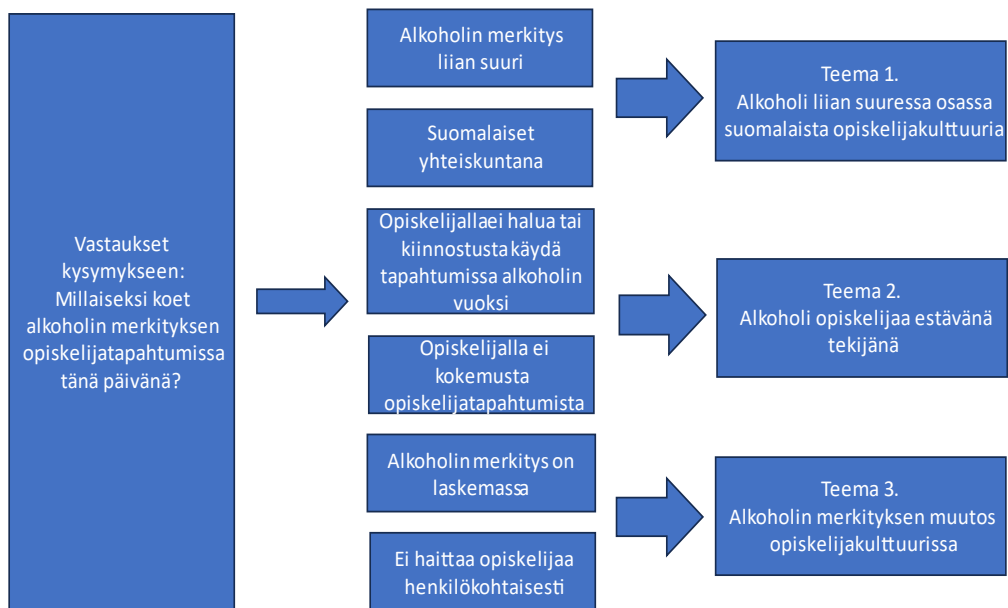 Vastaukset
kysymykseen:
Millaiseksi koet
alkoholin merkityksen
opiskelijatapahtumissa
tänä päivänä?
Alkoholin merkitys
liian suuri
Suomalaiset
yhteiskuntana
Opiskelijallaei halua tai
kiinnostusta käydä
tapahtumissa alkoholin
vuoksi
Opiskelijalla ei
kokemusta
opiskelijatapahtumista
Alkoholin merkitys on
laskemassa
Ei haittaa opiskelijaa
henkilökohtaisesti
Teema 1.
Alkoholi liian suuressa osassa
suomalaista opiskelijakulttuuria
Teema 2.
Alkoholi opiskelijaa estävänä
tekijänä
Teema 3.
Alkoholin merkityksen muutos
opiskelijakulttuurissa